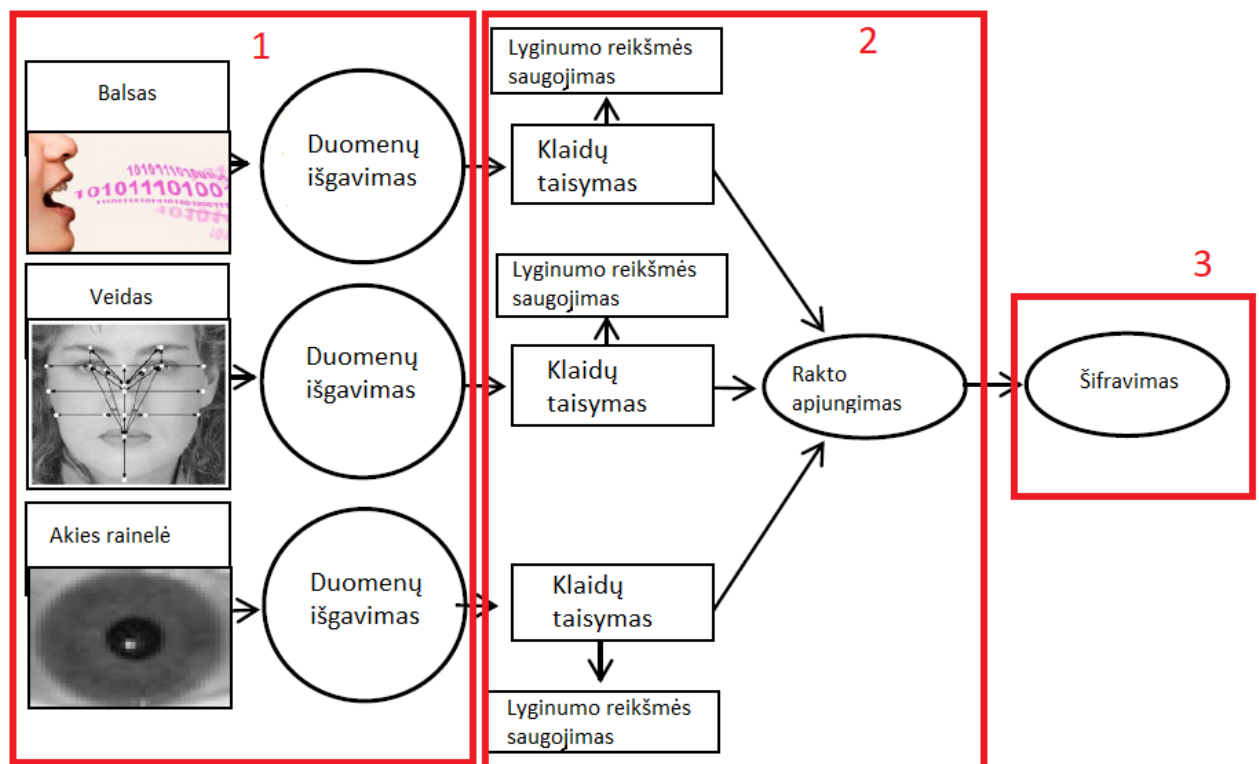 1
Balsas
10101110100
Duomenų
išgavimas
Veidas
Duomenų
išgavimas
Akies rainelė
Duomenų
išgavimas
2
Lyginumo reikšmės
saugojimas
Klaidų
taisymas
Lyginumo reikšmės
saugojimas
Klaidų
taisymas
Klaidų
taisymas
Lyginumo reikšmės
saugojimas
Rakto
apjungimas
3
Šifravimas